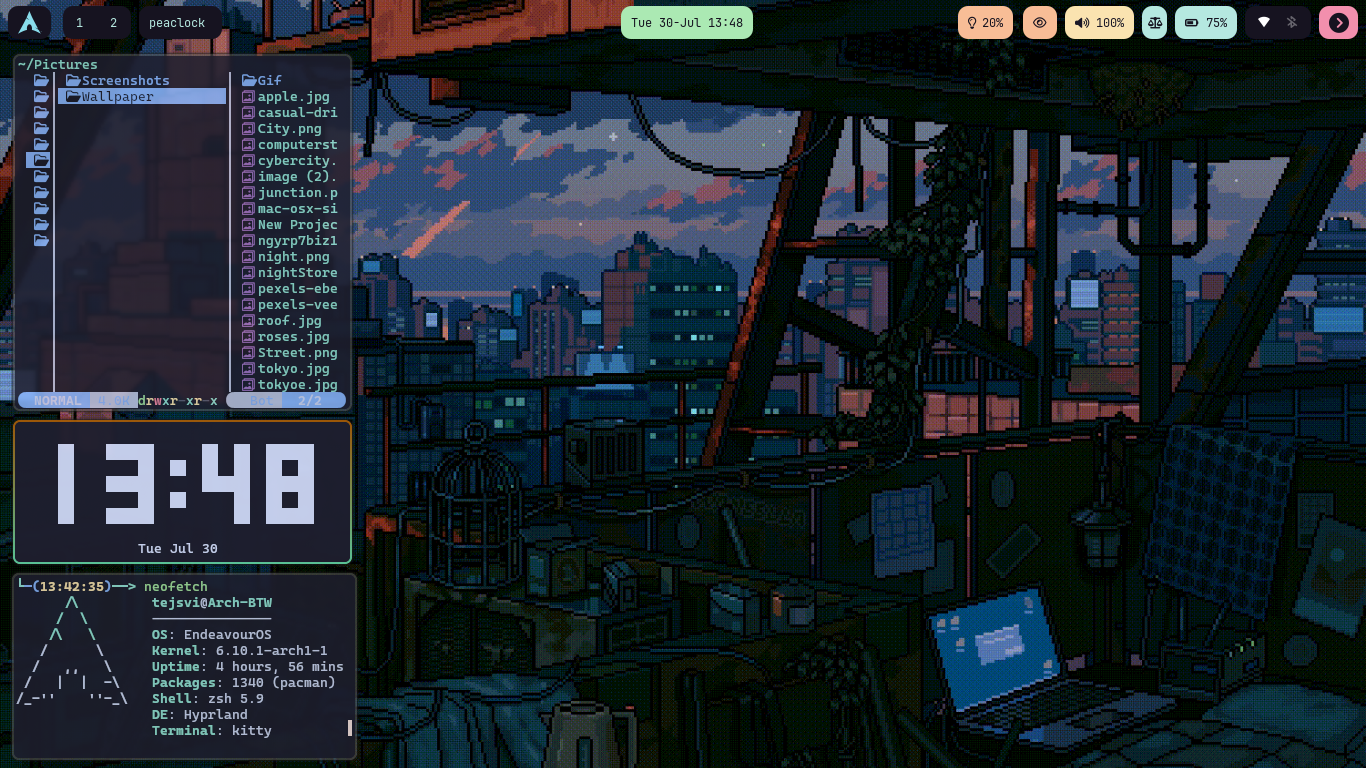 1 2
peaclock
Tue 30-Jul 13:48
20%
100%
75%
~/Pictures
Screenshots
Wallpaper
Gif
apple.jpg
casual-dri
City.png
computerst
cybercity.
image (2).
junction.p
mac-osx-si
New Projec
ngyrp7biz1
night.png
nightStore
pexels-ebe
pexels-vee
roof.jpg
roses.jpg
Street.png
tokyo.jpg
tokyoe.jpg
NORMAL 4.0K drwxr-xr-x Bot 2/2
13:48
Tue Jul 30
└─(13:42:35)──> neofetch
tejsvi@Arch-BTW
OS: EndeavourOS
Kernel: 6.10.1-arch1-1
Uptime: 4 hours, 56 mins
Packages: 1340 (pacman)
Shell: zsh 5.9
DE: Hyprland
Terminal: kitty